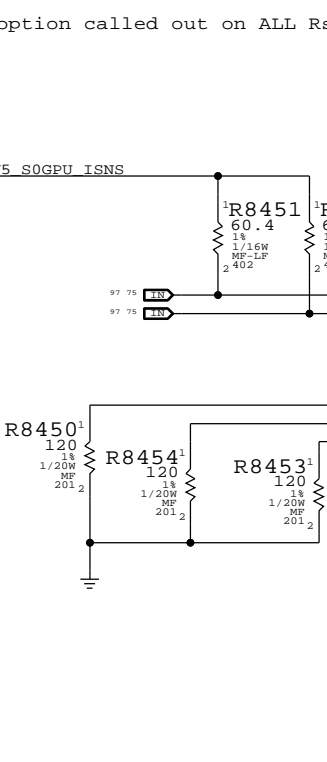 option called out on ALL Rs
5_S0GPU_ISNS
1
R8451
60.4
1%
1/16W
MF-LF
402
2
1
2
97 75 IN
97 75 IN
R8450
1
120
1%
1/20W
MF
201
2
R8454
1
120
1%
1/20W
MF
201
2
R8453
1
120
1%
1/20W
MF
201
2